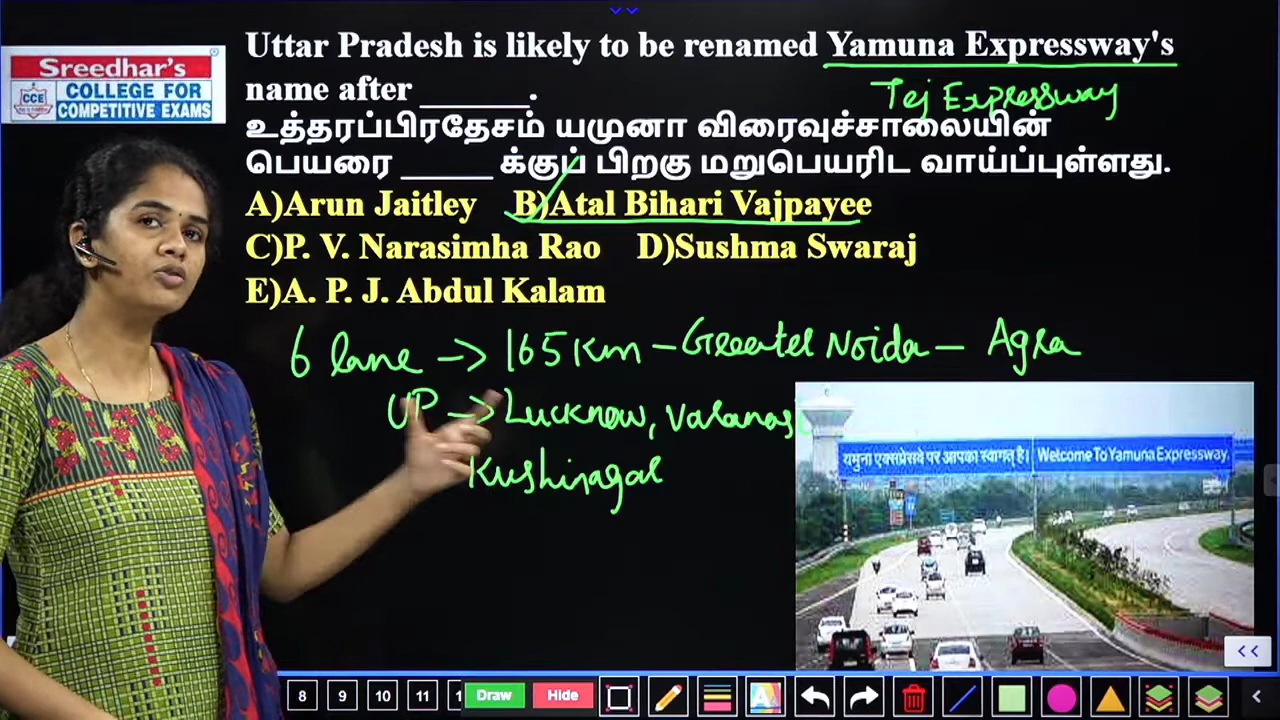 Sreedhar's
CCE
COLLEGE FOR
COMPETITIVE EXAMS
Uttar Pradesh is likely to be renamed Yamuna Expressway's
name after ______.
Tej Expressway
உத்தரப்பிரதேசம் யமுனா விரைவுச்சாலையின்
பெயரை _____ க்குப் பிறகு மறுபெயரிட வாய்ப்புள்ளது.
A)Arun Jaitley B)Atal Bihari Vajpayee
C)P. V. Narasimha Rao D)Sushma Swaraj
E)A. P. J. Abdul Kalam
6 lane -> 165 Km - Greater Noida - Agra
UP -> Lucknow,
Kushinagar
यमुना एक्सप्रेसवे पर आपका स्वागत है। Welcome To Yamuna Expressway.
8 9 10 11 Draw Hide